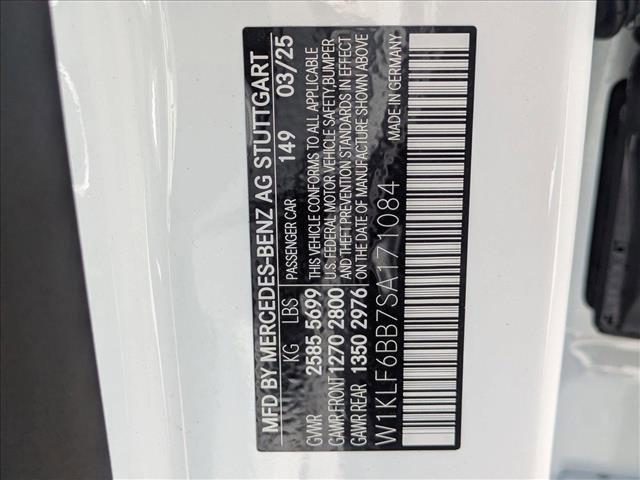 MFD BY MERCEDES-BENZ AG STUTTGART
KG LBS 149 03/25
GVWR 2585 5699
GAWR FRONT 1270 2800
GAWR REAR 1350 2976
PASSENGER CAR
THIS VEHICLE CONFORMS TO ALL APPLICABLE
U.S. FEDERAL MOTOR VEHICLE SAFETY,BUMPER
AND THEFT PREVENTION STANDARDS IN EFFECT
ON THE DATE OF MANUFACTURE SHOWN ABOVE
W1KLF6BB7SA171084 MADE IN GERMANY